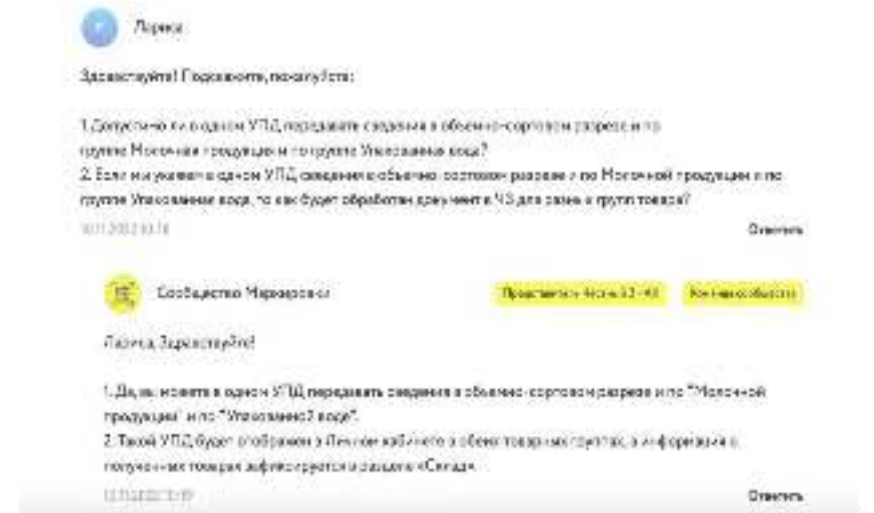 Лариса
Здравствуйте! Подскажите, пожалуйста:
1. Допустимо ли в одном УПД передавать сведения в объемно-сортовом разрезе и по
группе Молочная продукция и по группе Упакованная вода?
2. Если мы укажем в одном УПД сведения в объемно-сортовом разрезе и по Молочной продукции и по
группе Упакованная вода, то как будет обработан документ в ЧЗ для разных групп товара?
Ответить
Сообщество Маркировки
Лариса, Здравствуйте!
1. Да, вы можете в одном УПД передавать сведения в объемно-сортовом разрезе и по "Молочной
продукции" и по "Упакованной воде".
2. Такой УПД будет отображен в Личном кабинете в обеих товарных группах, а информация о
полученных товарах зафиксируется в разделе «Склад»
Ответить